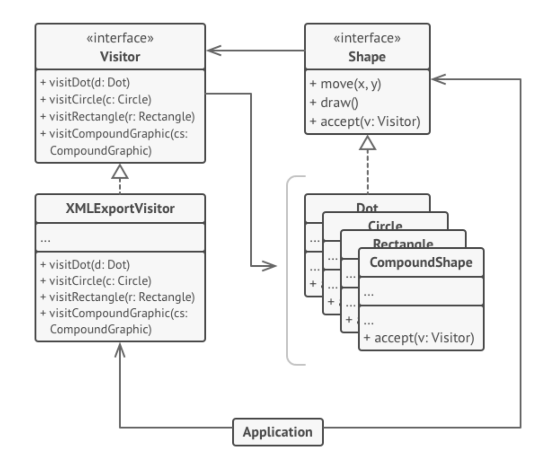 «interface»
Visitor
+ visitDot(d: Dot)
+ visitCircle(c: Circle)
+ visitRectangle(r: Rectangle)
+ visitCompoundGraphic(cs:
CompoundGraphic)
«interface»
Shape
+ move(x, y)
+ draw()
+ accept(v: Visitor)
XMLExportVisitor
...
+ visitDot(d: Dot)
+ visitCircle(c: Circle)
+ visitRectangle(r: Rectangle)
+ visitCompoundGraphic(cs:
CompoundGraphic)
Dot
...
...
+
Circle
...
...
+
Rectangle
...
...
+
CompoundShape
...
...
+ accept(v: Visitor)
Application